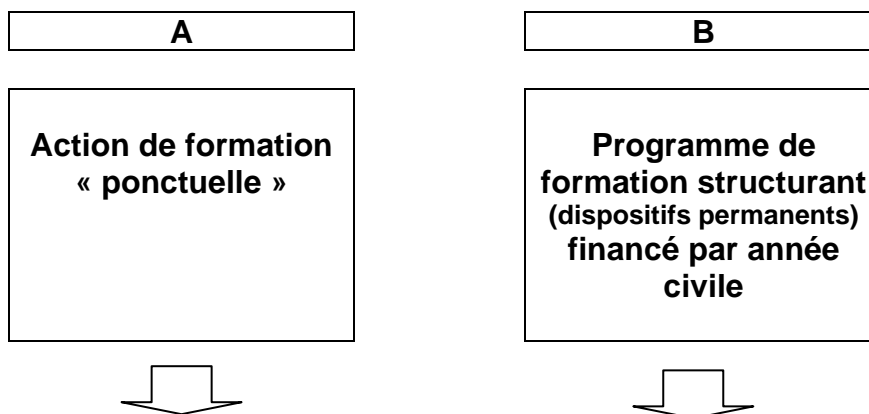 A
B
Action de formation
« ponctuelle »
Programme de
formation structurant
(dispositifs permanents)
financé par année
civile